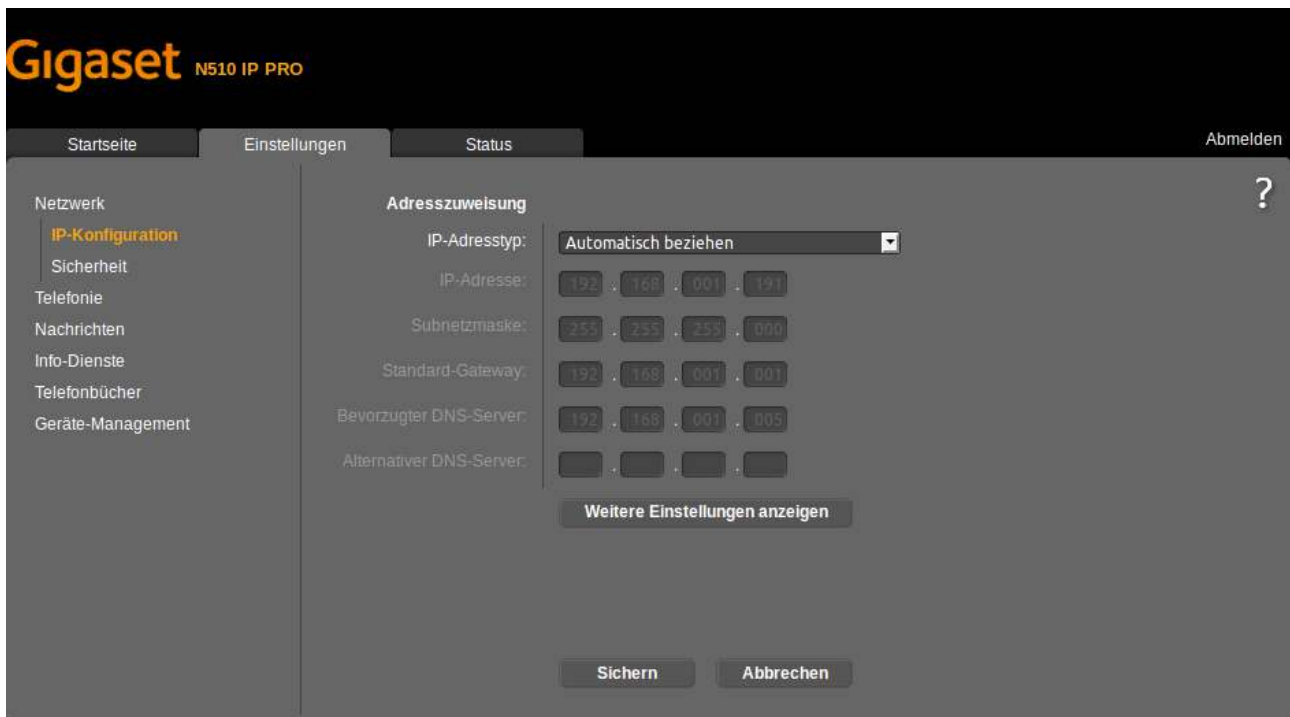 Gigaset N510 IP PRO
Startseite Einstellungen Status Abmelden
?
Netzwerk
IP-Konfiguration
Sicherheit
Telefonie
Nachrichten
Info-Dienste
Telefonbücher
Geräte-Management
Adresszuweisung
IP-Adresstyp: Automatisch beziehen
IP-Adresse: 192 . 168 . 001 . 191
Subnetzmaske: 255 . 255 . 255 . 000
Standard-Gateway: 192 . 168 . 001 . 001
Bevorzugter DNS-Server: 192 . 168 . 001 . 005
Alternativer DNS-Server: . . .
Weitere Einstellungen anzeigen
Sichern Abbrechen